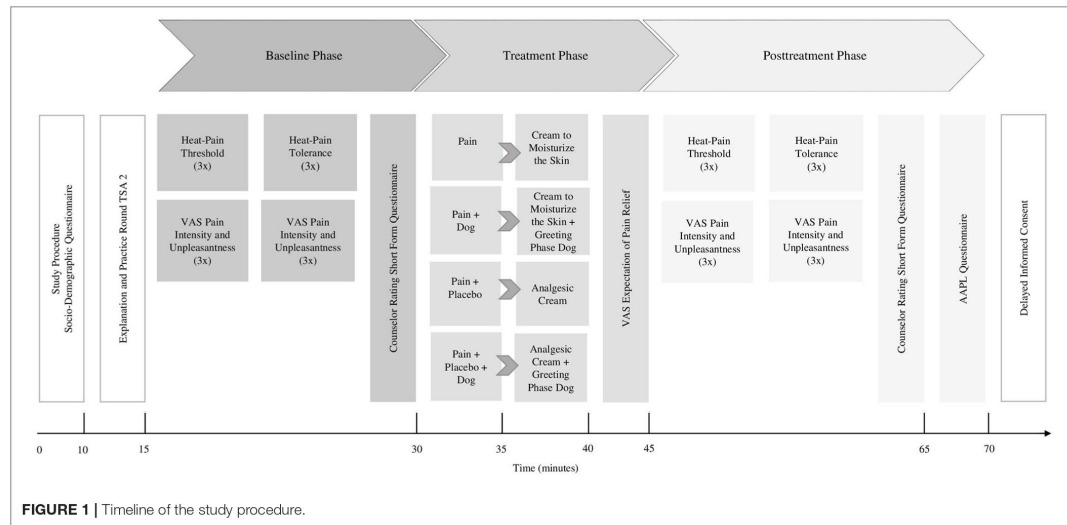 Baseline Phase
Treatment Phase
Posttreatment Phase
Study Procedure
Socio-Demographic Questionnaire
Explanation and Practice Round TSA 2
Heat-Pain
Threshold
(3x)
Heat-Pain
Tolerance
(3x)
VAS Pain
Intensity and
Unpleasantness
(3x)
VAS Pain
Intensity and
Unpleasantness
(3x)
Counselor Rating Short Form Questionnaire
Pain
Cream to
Moisturize
the Skin
Pain +
Dog
Cream to
Moisturize
the Skin +
Greeting
Phase Dog
Pain +
Placebo
Analgesic
Cream
Pain +
Placebo +
Dog
Analgesic
Cream +
Greeting
Phase Dog
VAS Expectation of Pain Relief
Heat-Pain
Threshold
(3x)
Heat-Pain
Tolerance
(3x)
VAS Pain
Intensity and
Unpleasantness
(3x)
VAS Pain
Intensity and
Unpleasantness
(3x)
Counselor Rating Short Form Questionnaire
AAPL Questionnaire
Delayed Informed Consent
0 10 15 30 35 40 45 65 70
Time (minutes)
FIGURE 1 | Timeline of the study procedure.